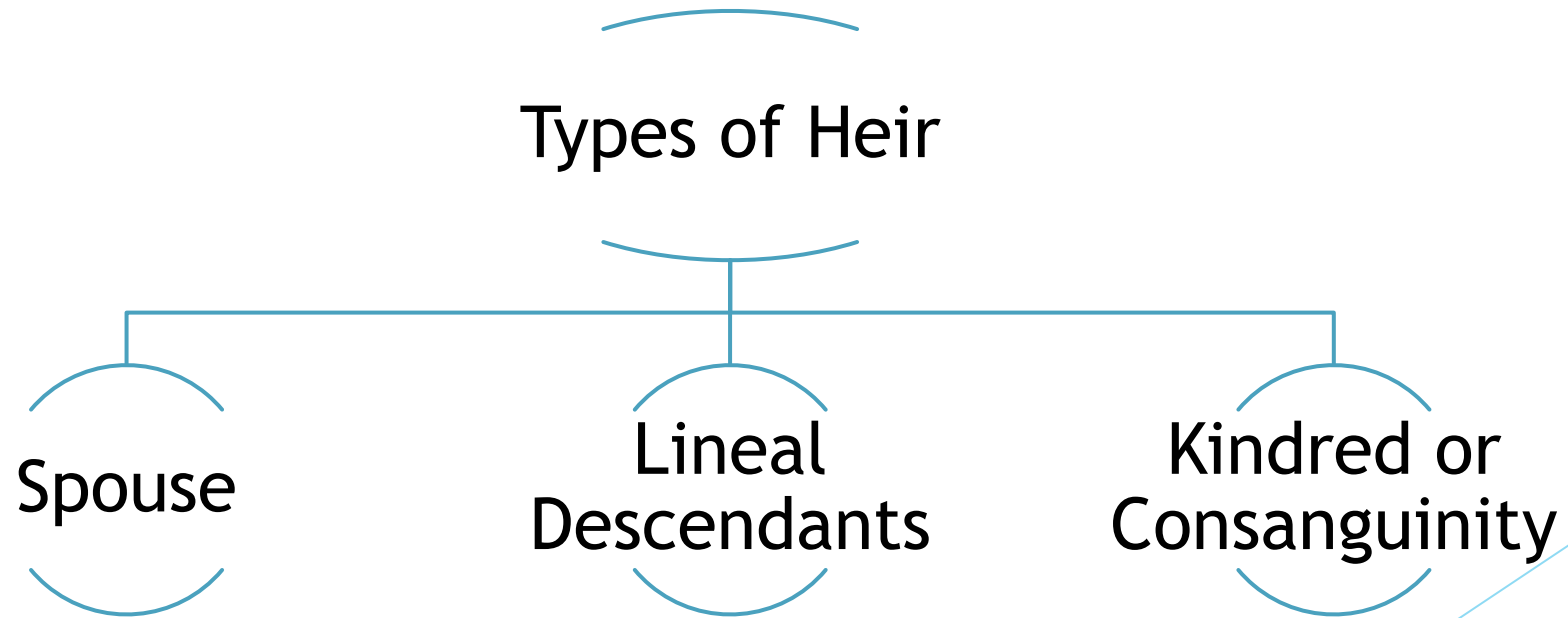 Types of Heir
Spouse
Lineal
Descendants
Kindred or
Consanguinity